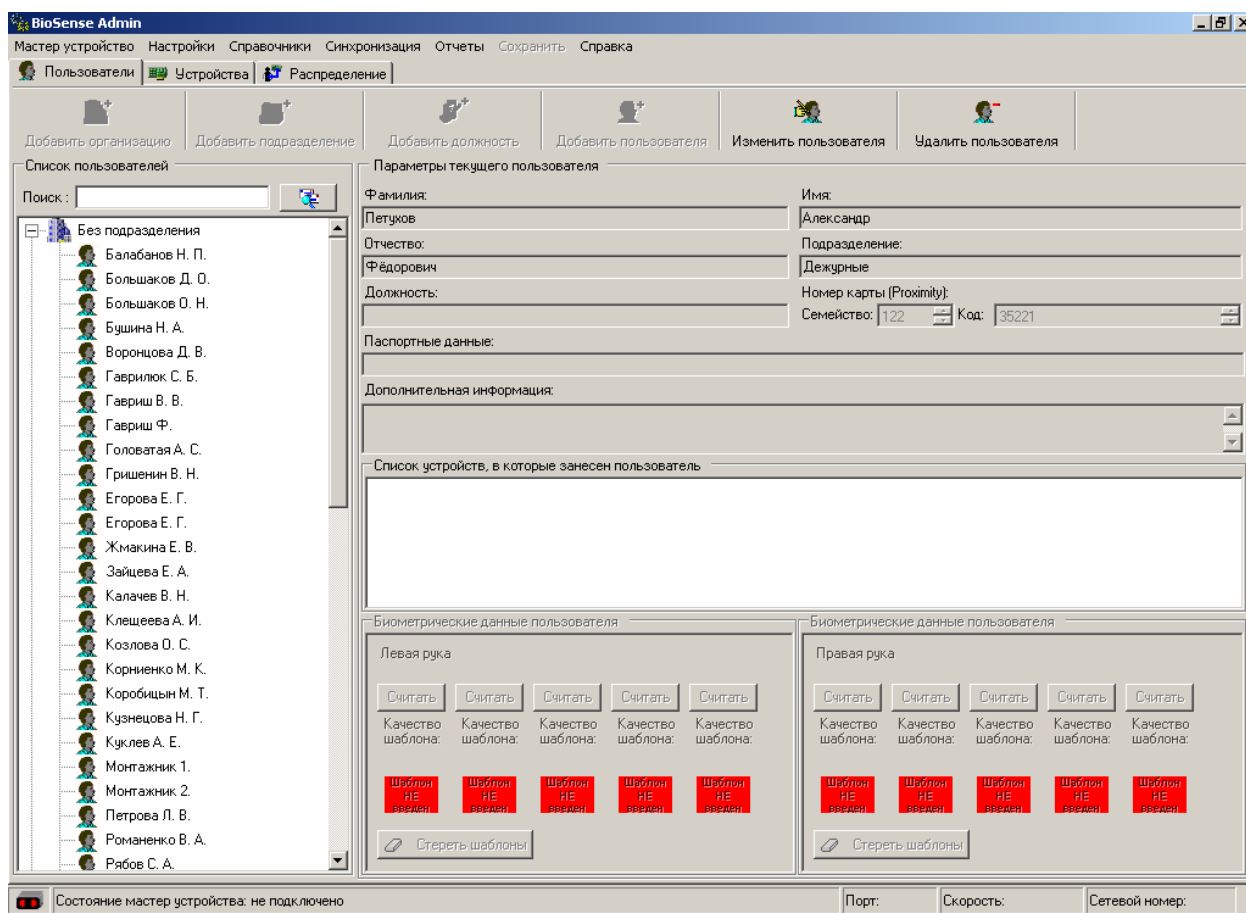 BioSense Admin
Мастер устройство Настройки Справочники Синхронизация Отчеты Сохранить Справка
Пользователи Устройства Распределение
Добавить организацию Добавить подразделение Добавить должность Добавить пользователя Изменить пользователя Удалить пользователя
Список пользователей
Поиск :
Без подразделения
Балабанов Н. П.
Большаков Д. О.
Большаков О. Н.
Бушина Н. А.
Воронцова Д. В.
Гаврилюк С. Б.
Гавриш В. В.
Гавриш Ф.
Головатая А. С.
Гришенин В. Н.
Егорова Е. Г.
Егорова Е. Г.
Жмакина Е. В.
Зайцева Е. А.
Калачев В. Н.
Клещеева А. И.
Козлова О. С.
Корниенко М. К.
Коробицын М. Т.
Кузнецова Н. Г.
Куклев А. Е.
Монтажник 1.
Монтажник 2.
Петрова Л. В.
Романенко В. А.
Рябов С. А.
Параметры текущего пользователя
Фамилия: Имя:
Петухов Александр
Отчество: Подразделение:
Фёдорович Дежурные
Должность: Номер карты (Proximity):
Семейство: 122 Код: 35221
Паспортные данные:
Дополнительная информация:
Список устройств, в которые занесен пользователь
Биометрические данные пользователя Биометрические данные пользователя
Левая рука Правая рука
Считать Считать Считать Считать Считать Считать Считать Считать Считать Считать
Качество Качество Качество Качество Качество Качество Качество Качество Качество Качество
шаблона: шаблона: шаблона: шаблона: шаблона: шаблона: шаблона: шаблона: шаблона: шаблона:
Шаблон Шаблон Шаблон Шаблон Шаблон Шаблон Шаблон Шаблон Шаблон Шаблон
НЕ НЕ НЕ НЕ НЕ НЕ НЕ НЕ НЕ НЕ
введен введен введен введен введен введен введен введен введен введен
Стереть шаблоны Стереть шаблоны
Состояние мастер устройства: не подключено Порт: Скорость: Сетевой номер: